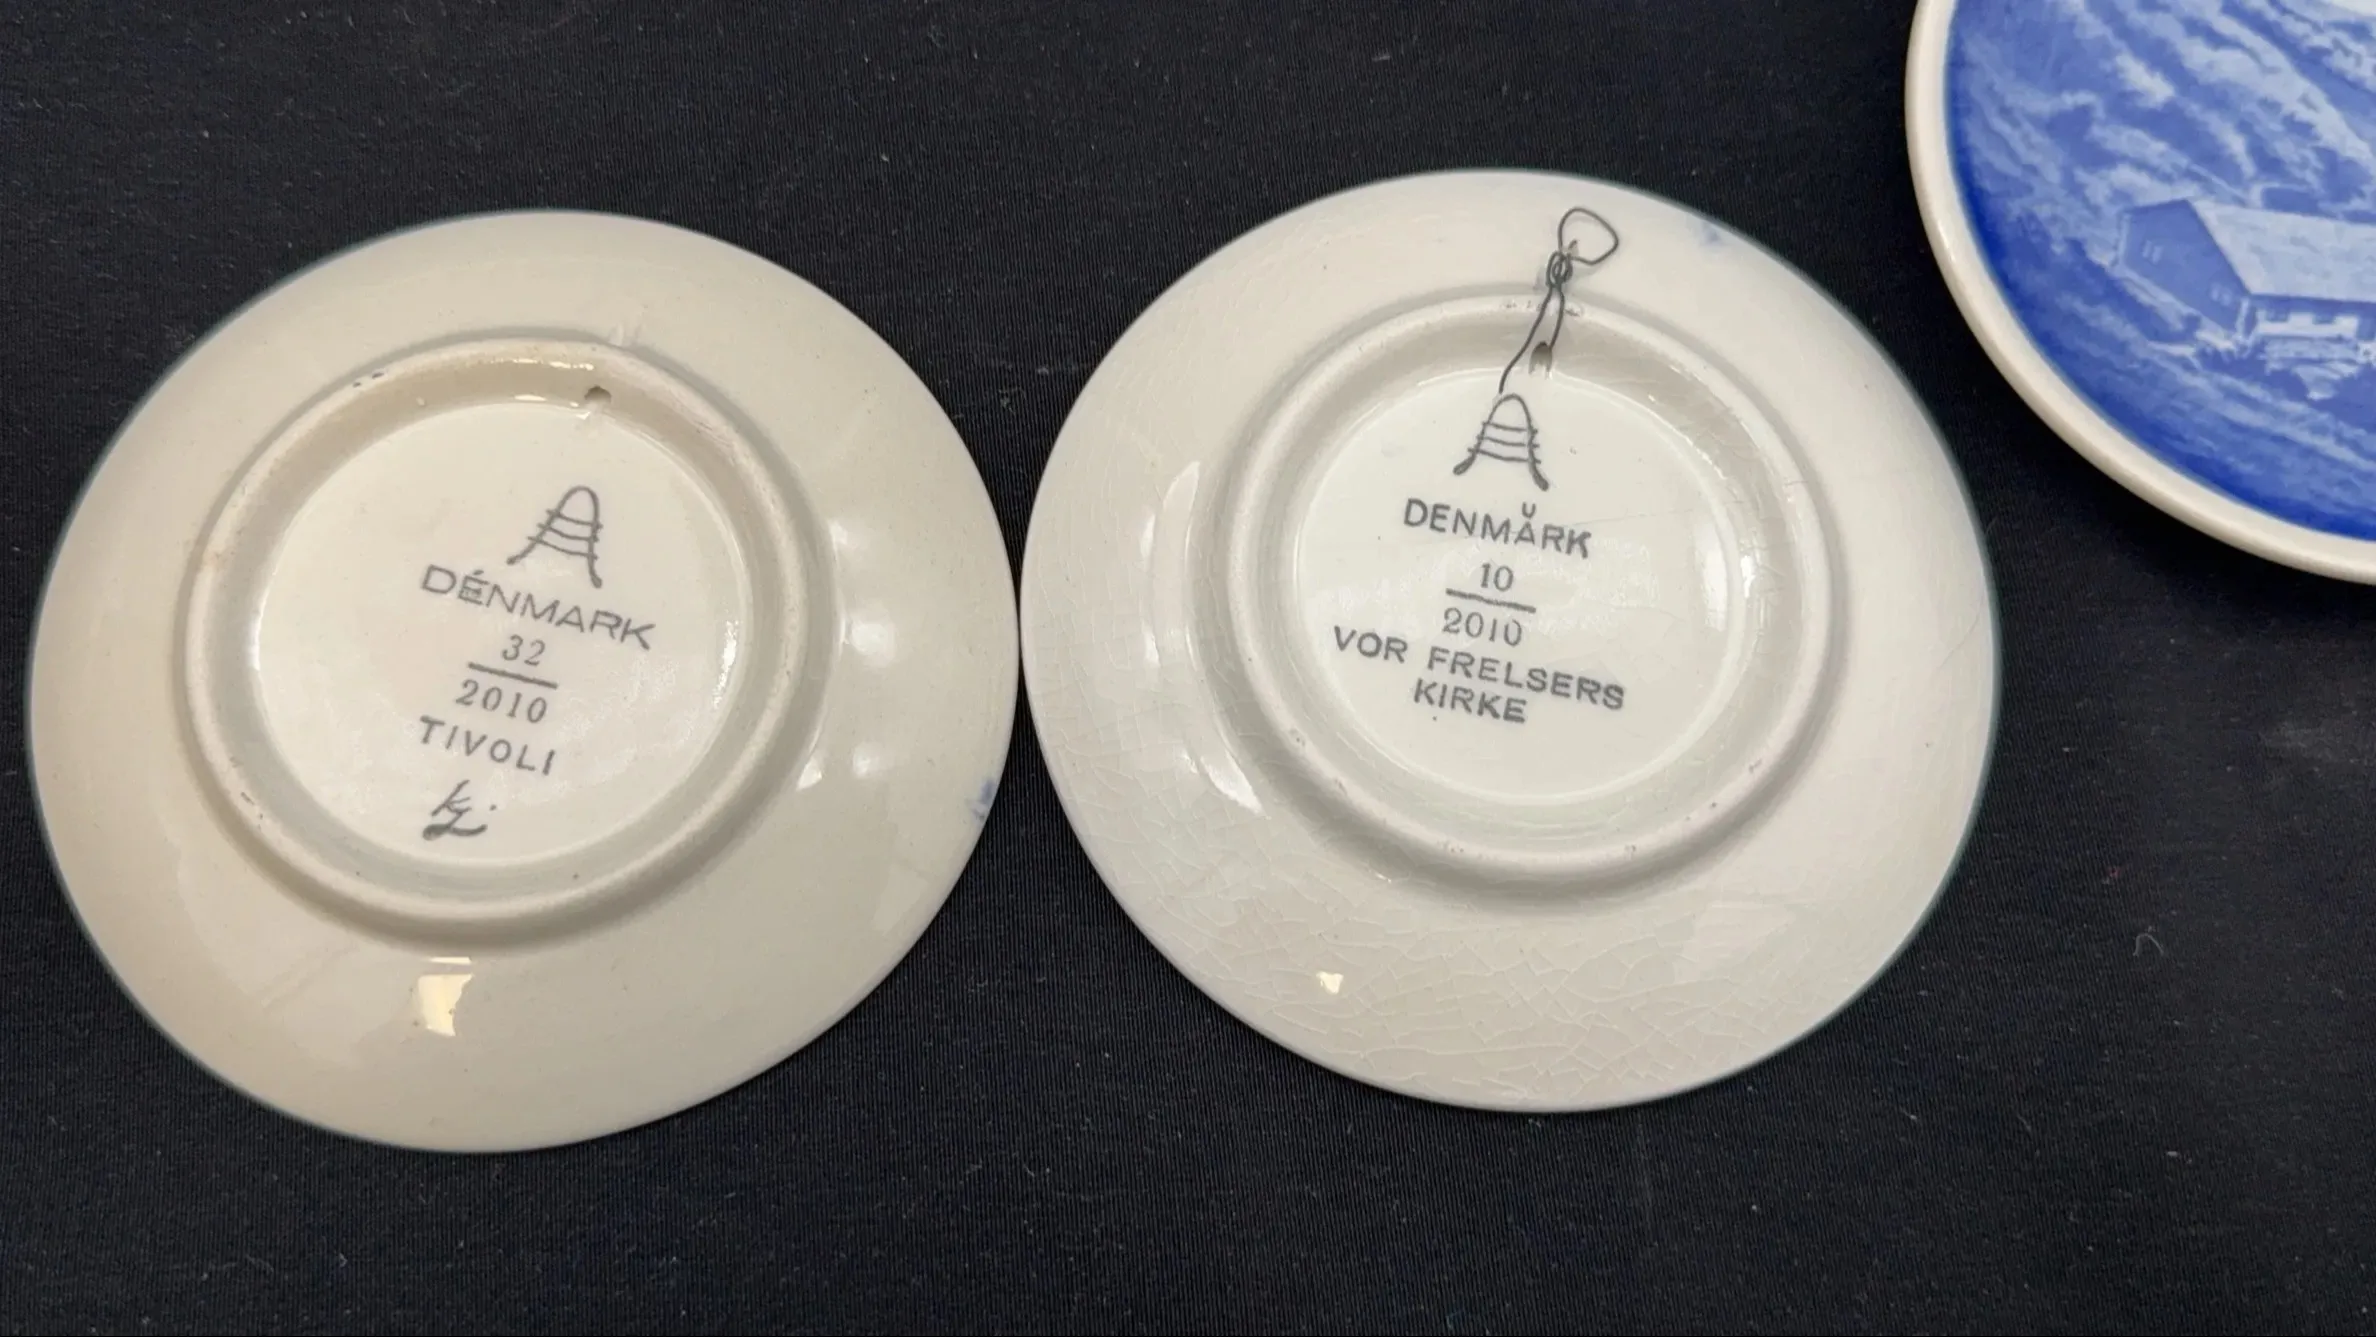 DÉNMARK
32
2010
TIVOLI
DENMARK
10
2010
VOR FRELSERS
KIRKE